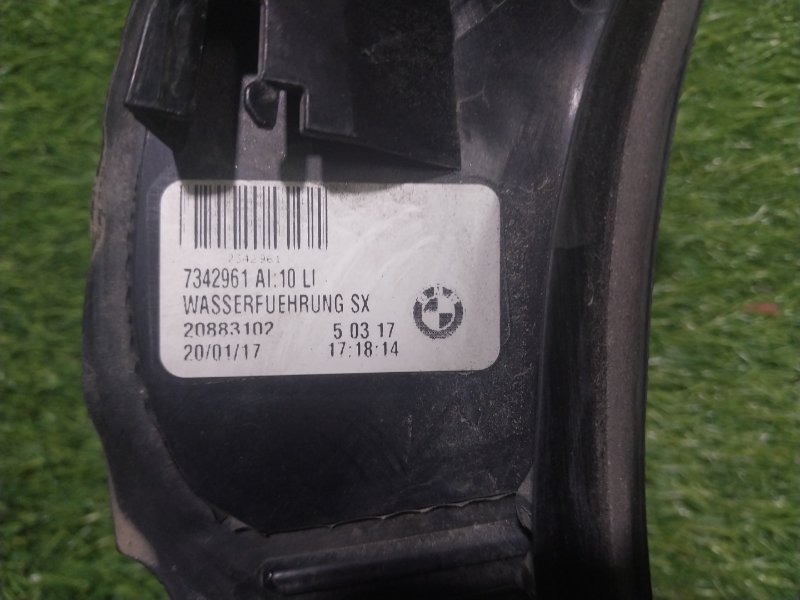 7342961
7342961 AI:10 LI
WASSERFUEHRUNG SX
20883102 5 03 17
20/01/17 17:18:14